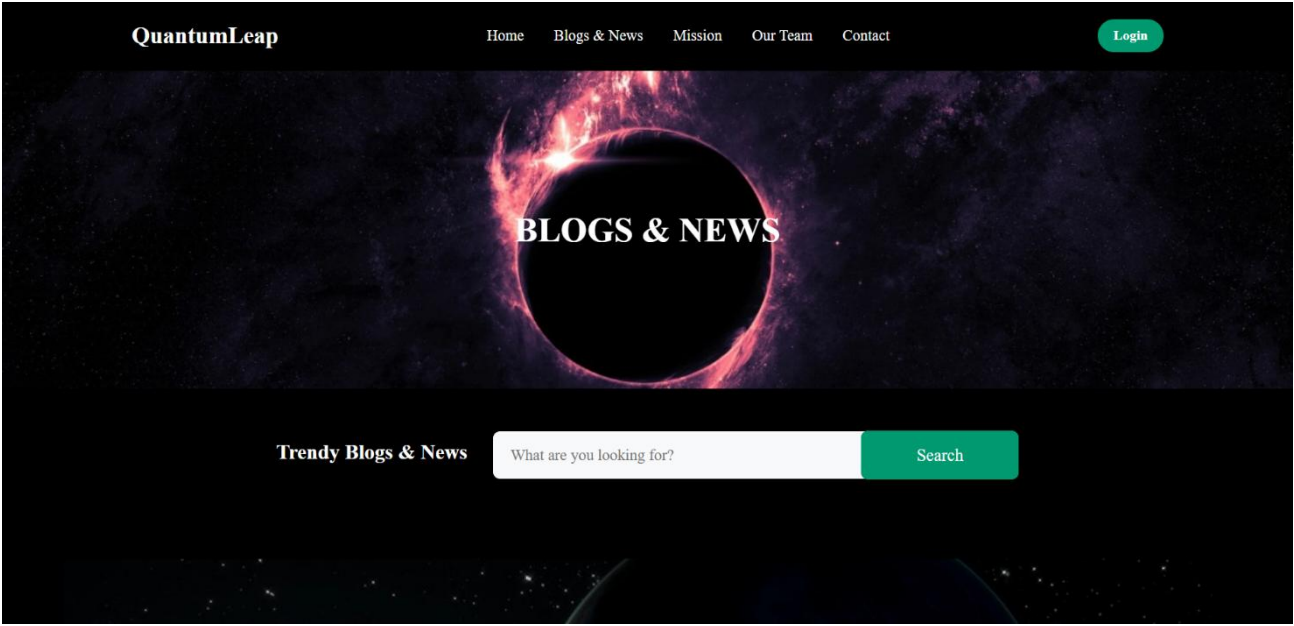 QuantumLeap
Home Blogs & News Mission Our Team Contact
Login
BLOGS & NEWS
Trendy Blogs & News
What are you looking for?
Search